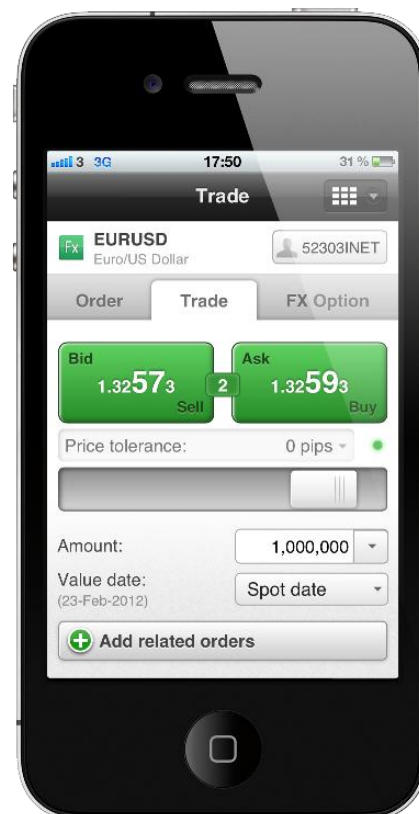 3 3G 17:50 31 %
Trade
Fx EURUSD 52303INET
Euro/US Dollar
Order Trade FX Option
Bid Ask
1.32573 2 1.32593
Sell Buy
Price tolerance: 0 pips
Amount: 1,000,000
Value date: Spot date
(23-Feb-2012)
Add related orders